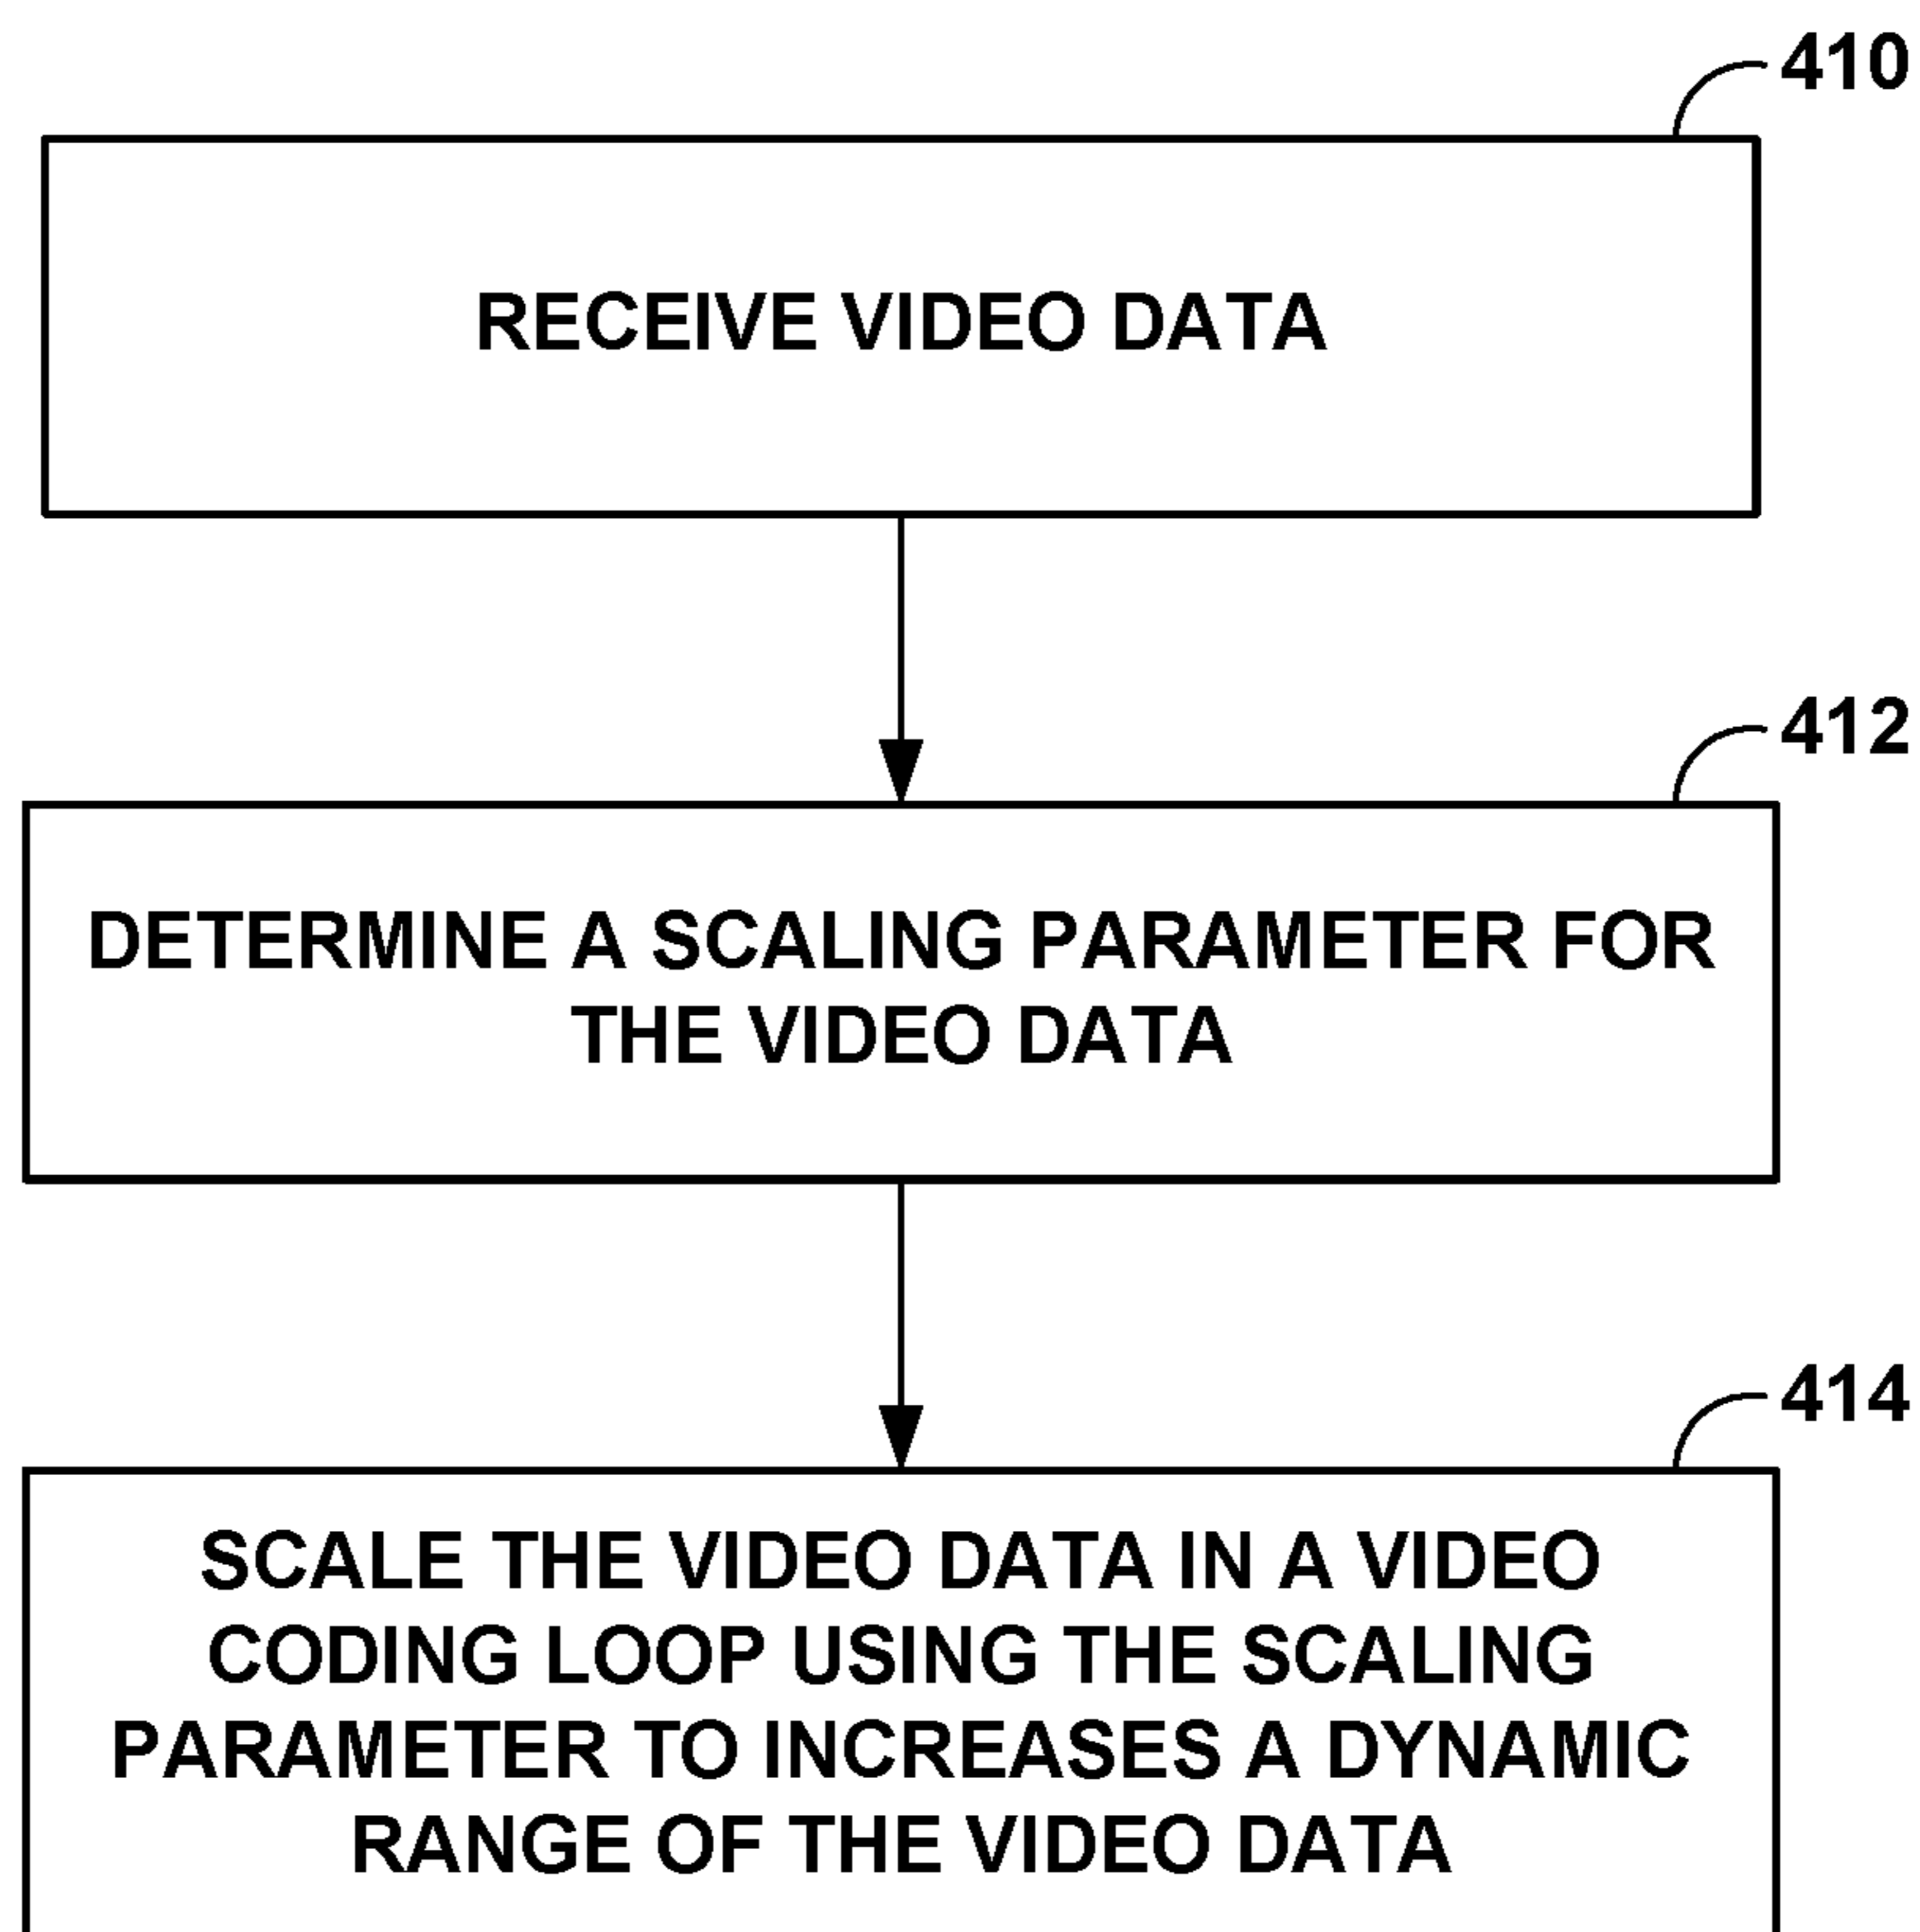 410
RECEIVE VIDEO DATA
412
DETERMINE A SCALING PARAMETER FOR
THE VIDEO DATA
414
SCALE THE VIDEO DATA IN A VIDEO
CODING LOOP USING THE SCALING
PARAMETER TO INCREASES A DYNAMIC
RANGE OF THE VIDEO DATA